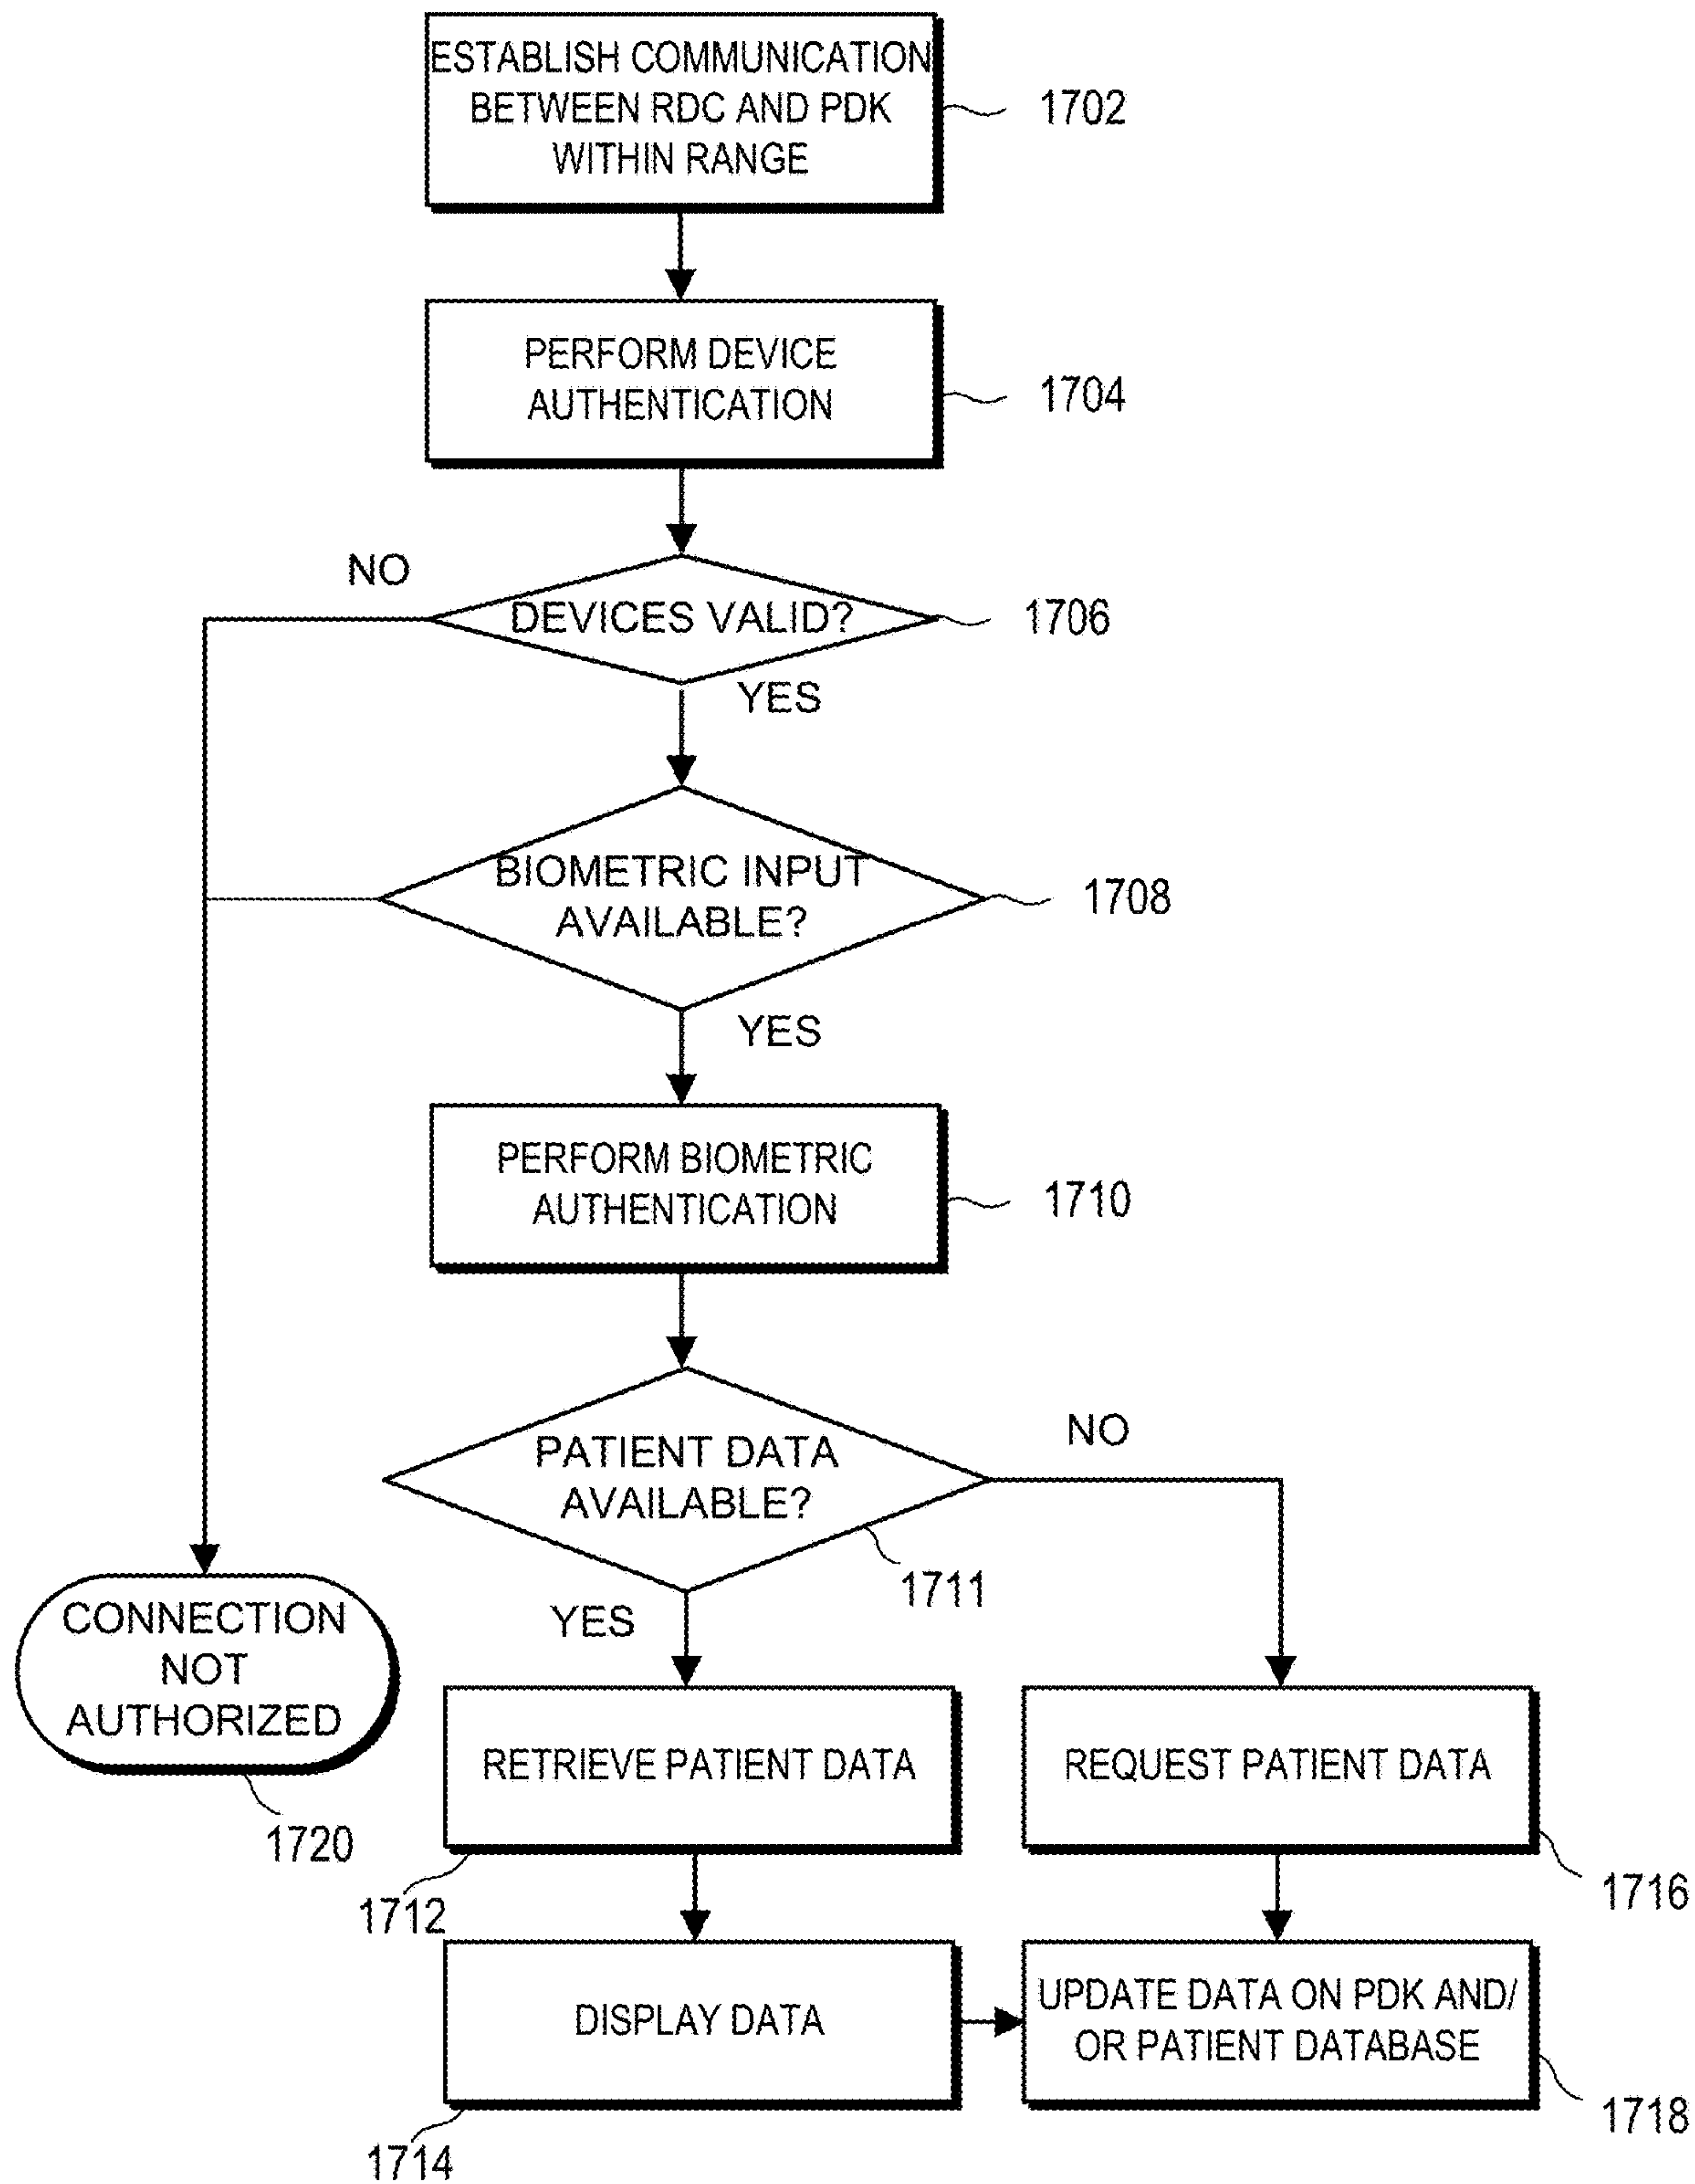 ESTABLISH COMMUNICATION
BETWEEN RDC AND PDK
WITHIN RANGE
1702
PERFORM DEVICE
AUTHENTICATION
1704
NO
DEVICES VALID?
1706
YES
BIOMETRIC INPUT
AVAILABLE?
1708
YES
PERFORM BIOMETRIC
AUTHENTICATION
1710
PATIENT DATA
AVAILABLE?
NO
1711
YES
CONNECTION
NOT
AUTHORIZED
1720
RETRIEVE PATIENT DATA
1712
REQUEST PATIENT DATA
1716
DISPLAY DATA
1714
UPDATE DATA ON PDK AND/
OR PATIENT DATABASE
1718